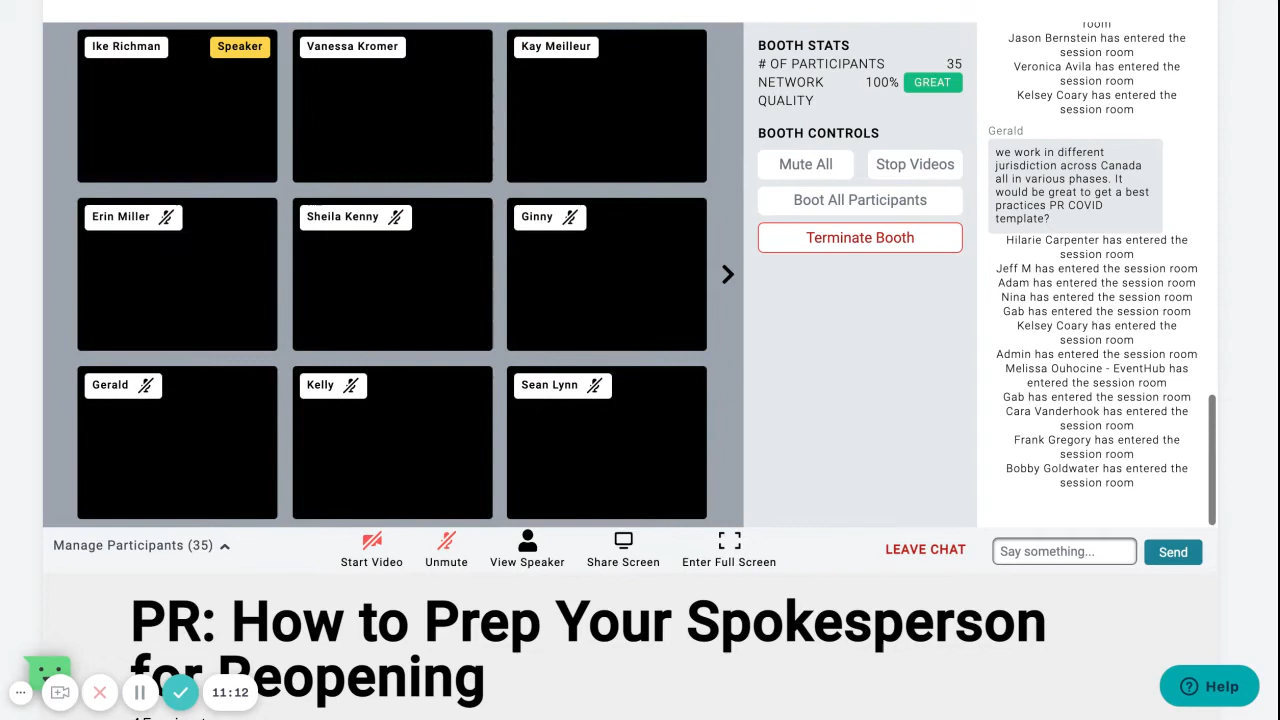 Ike Richman
Speaker
Vanessa Kromer
Kay Meilleur
Erin Miller
Sheila Kenny
Ginny
Gerald
Kelly
Sean Lynn
BOOTH STATS
# OF PARTICIPANTS 35
NETWORK 100% GREAT
QUALITY
BOOTH CONTROLS
Mute All
Stop Videos
Boot All Participants
Terminate Booth
room
Jason Bernstein has entered the
session room
Veronica Avila has entered the
session room
Kelsey Coary has entered the
session room
Gerald
we work in different
jurisdiction across Canada
all in various phases. It
would be great to get a best
practices PR COVID
template?
Hilarie Carpenter has entered the
session room
Jeff M has entered the session room
Adam has entered the session room
Nina has entered the session room
Gab has entered the session room
Kelsey Coary has entered the
session room
Admin has entered the session room
Melissa Ouhocine - EventHub has
entered the session room
Gab has entered the session room
Cara Vanderhook has entered the
session room
Frank Gregory has entered the
session room
Bobby Goldwater has entered the
session room
Manage Participants (35)
Start Video
Unmute
View Speaker
Share Screen
Enter Full Screen
LEAVE CHAT
Say something...
Send
PR: How to Prep Your Spokesperson
for Reopening
11:12
Help